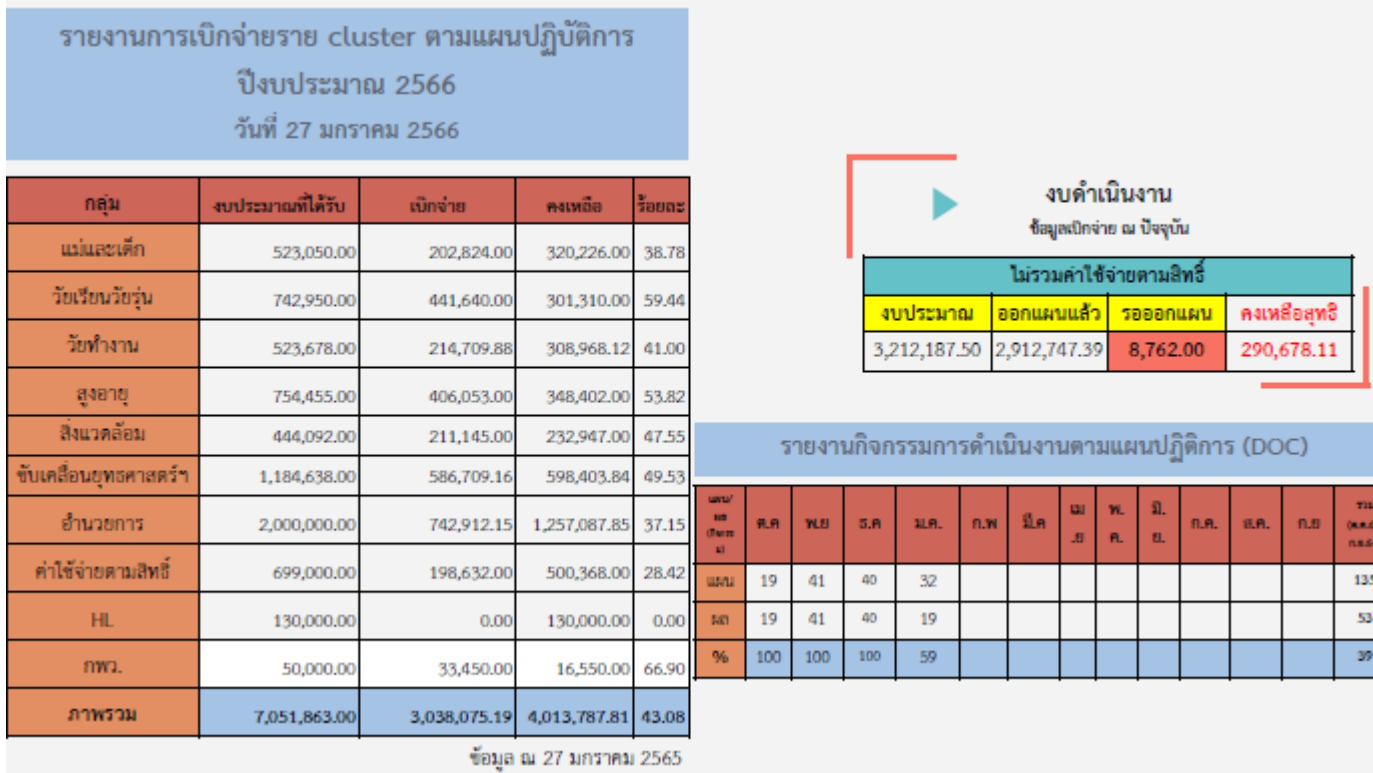 รายงานการเบิกจ่ายราย cluster ตามแผนปฏิบัติการ
ปีงบประมาณ 2566
วันที่ 27 มกราคม 2566
กลุ่ม งบประมาณที่ได้รับ เบิกจ่าย คงเหลือ ร้อยละ
แม่และเด็ก 523,050.00 202,824.00 320,226.00 38.78
วัยเรียนวัยรุ่น 742,950.00 441,640.00 301,310.00 59.44
วัยทำงาน 523,678.00 214,709.88 308,968.12 41.00
สูงอายุ 754,455.00 406,053.00 348,402.00 53.82
สิ่งแวดล้อม 444,092.00 211,145.00 232,947.00 47.55
ขับเคลื่อนยุทธศาสตร์ฯ 1,184,638.00 586,709.16 598,403.84 49.53
อำนวยการ 2,000,000.00 742,912.15 1,257,087.85 37.15
ค่าใช้จ่ายตามสิทธิ์ 699,000.00 198,632.00 500,368.00 28.42
HL 130,000.00 0.00 130,000.00 0.00
กพว. 50,000.00 33,450.00 16,550.00 66.90
ภาพรวม 7,051,863.00 3,038,075.19 4,013,787.81 43.08
ข้อมูล ณ 27 มกราคม 2565
งบดำเนินงาน
ข้อมูลเบิกจ่าย ณ ปัจจุบัน
ไม่รวมค่าใช้จ่ายตามสิทธิ์
งบประมาณ ออกแผนแล้ว รอออกแผน คงเหลือสุทธิ
3,212,187.50 2,912,747.39 8,762.00 290,678.11
รายงานกิจกรรมการดำเนินงานตามแผนปฏิติการ (DOC)
ต.ค พ.ย ธ.ค ม.ค. ก.พ มี.ค เม.ย พ.ค. มิ.ย. ก.ค. ส.ค. ก.ย
แผน 19 41 40 32
ผล 19 41 40 19
% 100 100 100 59